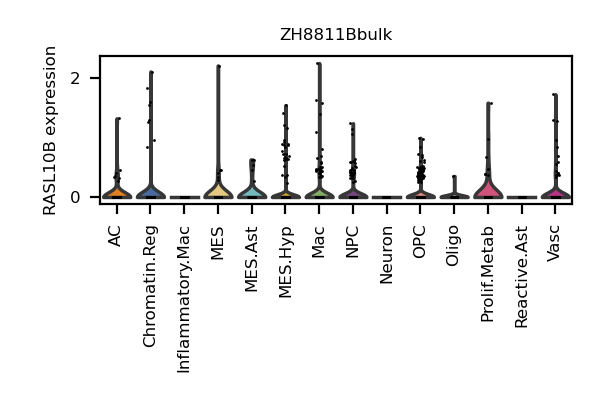 ZH8811Bbulk
RASL10B expression
2
0
AC
Chromatin.Reg
Inflammatory.Mac
MES
MES.Ast
MES.Hyp
Mac
NPC
Neuron
OPC
Oligo
Prolif.Metab
Reactive.Ast
Vasc